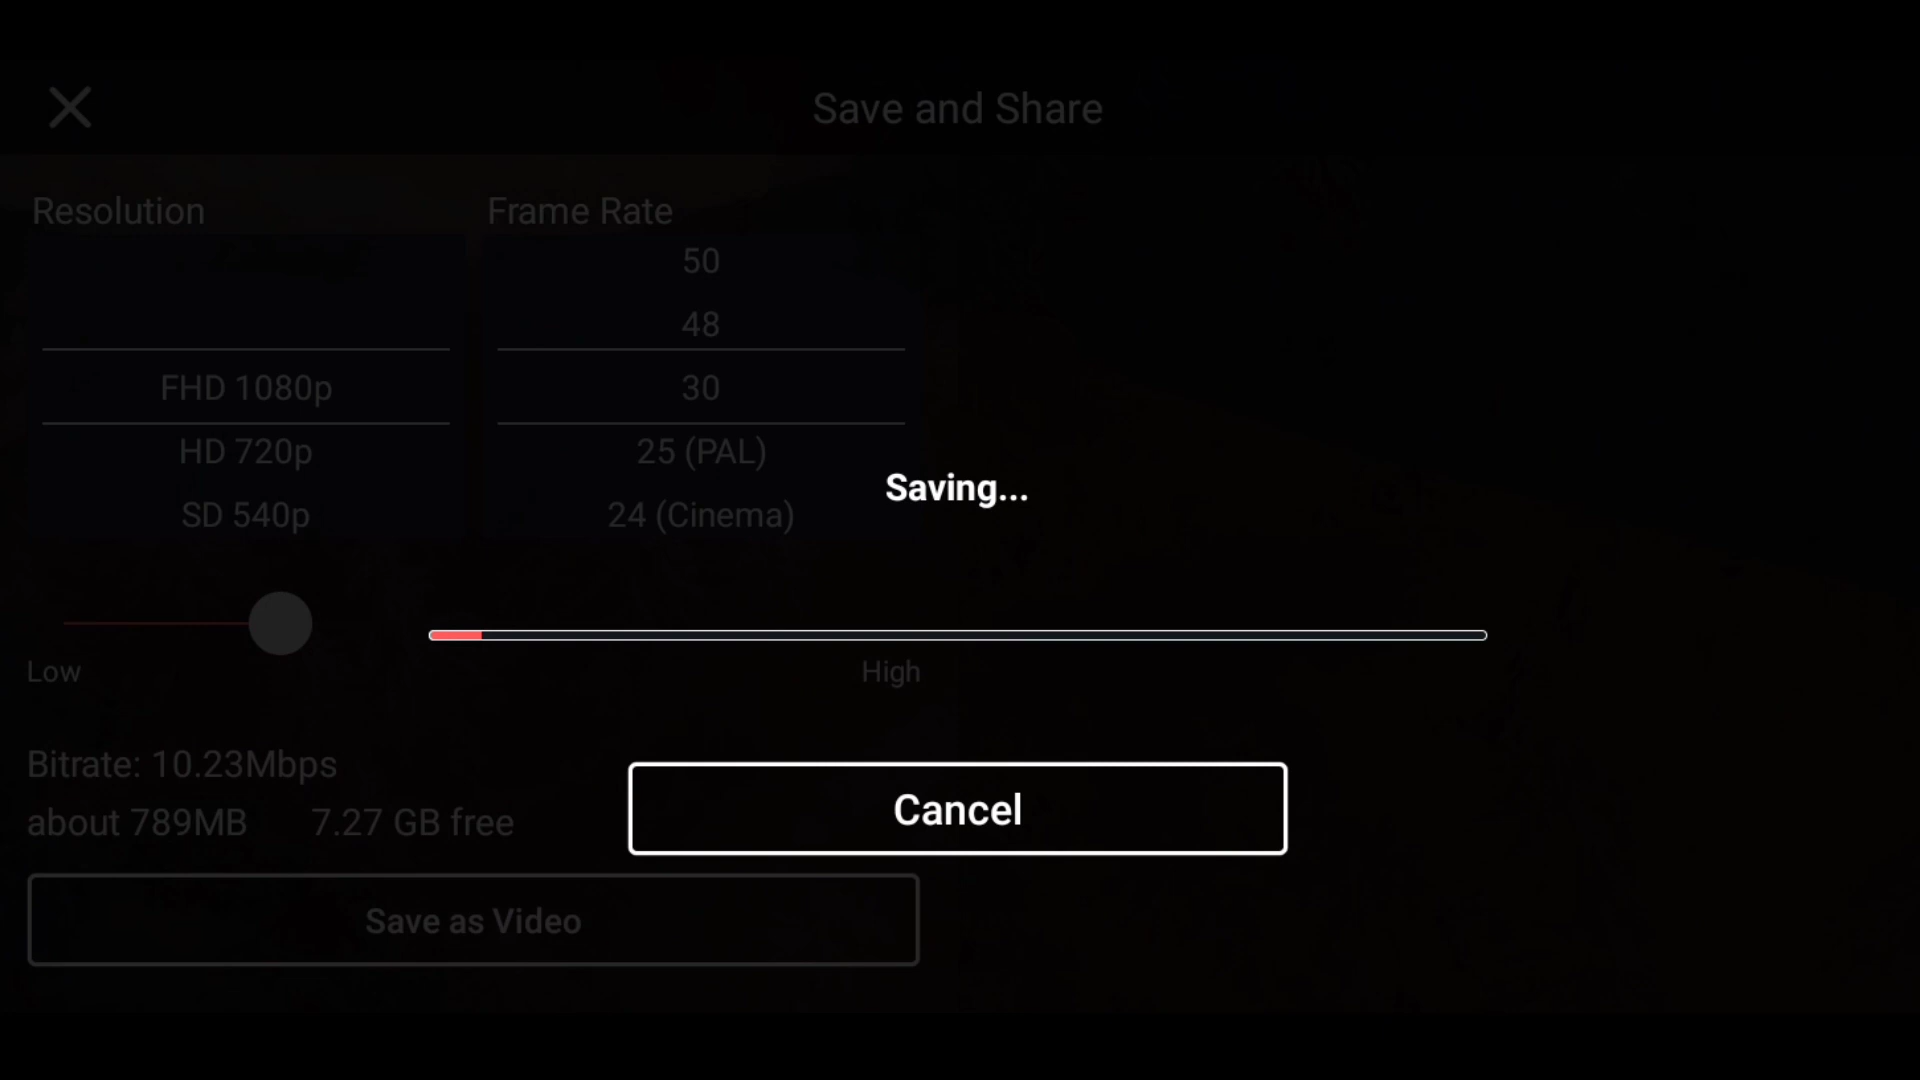 Save and Share
Resolution
Frame Rate
50
48
FHD 1080p
30
HD 720p
25 (PAL)
Saving...
SD 540p
24 (Cinema)
Low
High
Bitrate: 10.23Mbps
about 789MB
7.27 GB free
Cancel
Save as Video